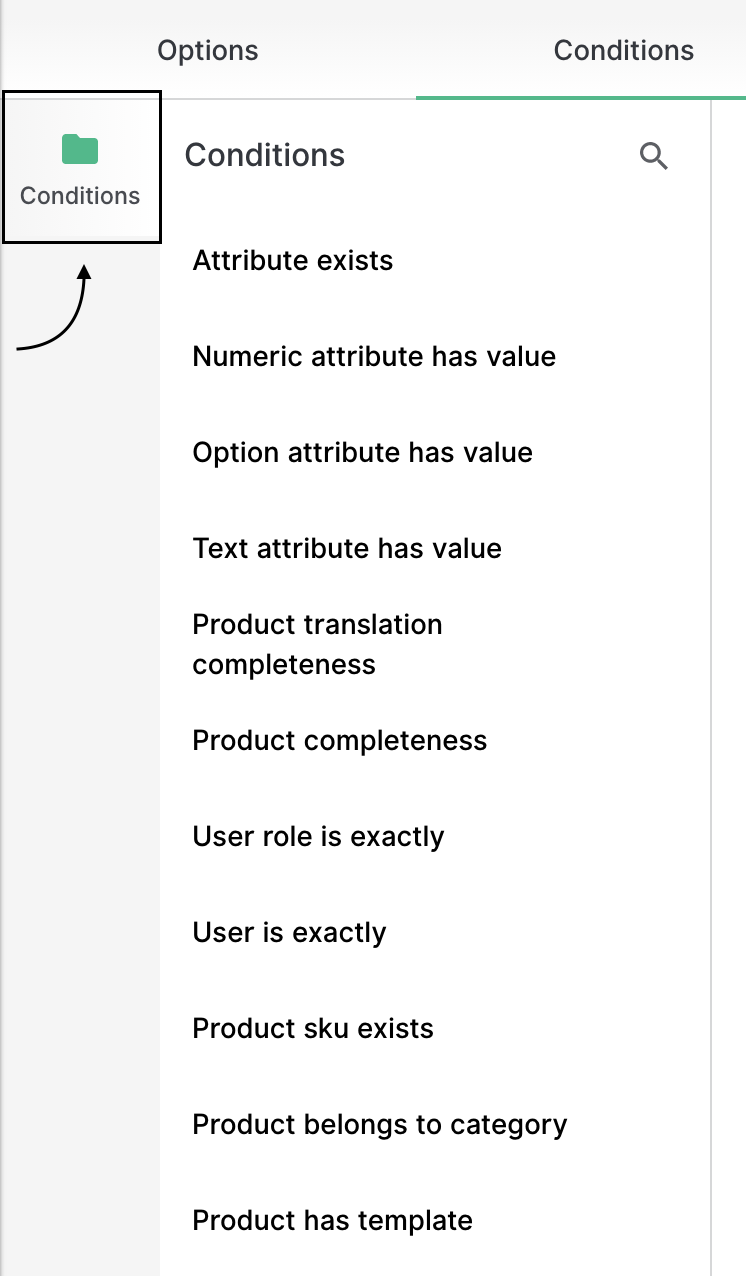 Options
Conditions
Conditions
Conditions
Attribute exists
Numeric attribute has value
Option attribute has value
Text attribute has value
Product translation
completeness
Product completeness
User role is exactly
User is exactly
Product sku exists
Product belongs to category
Product has template